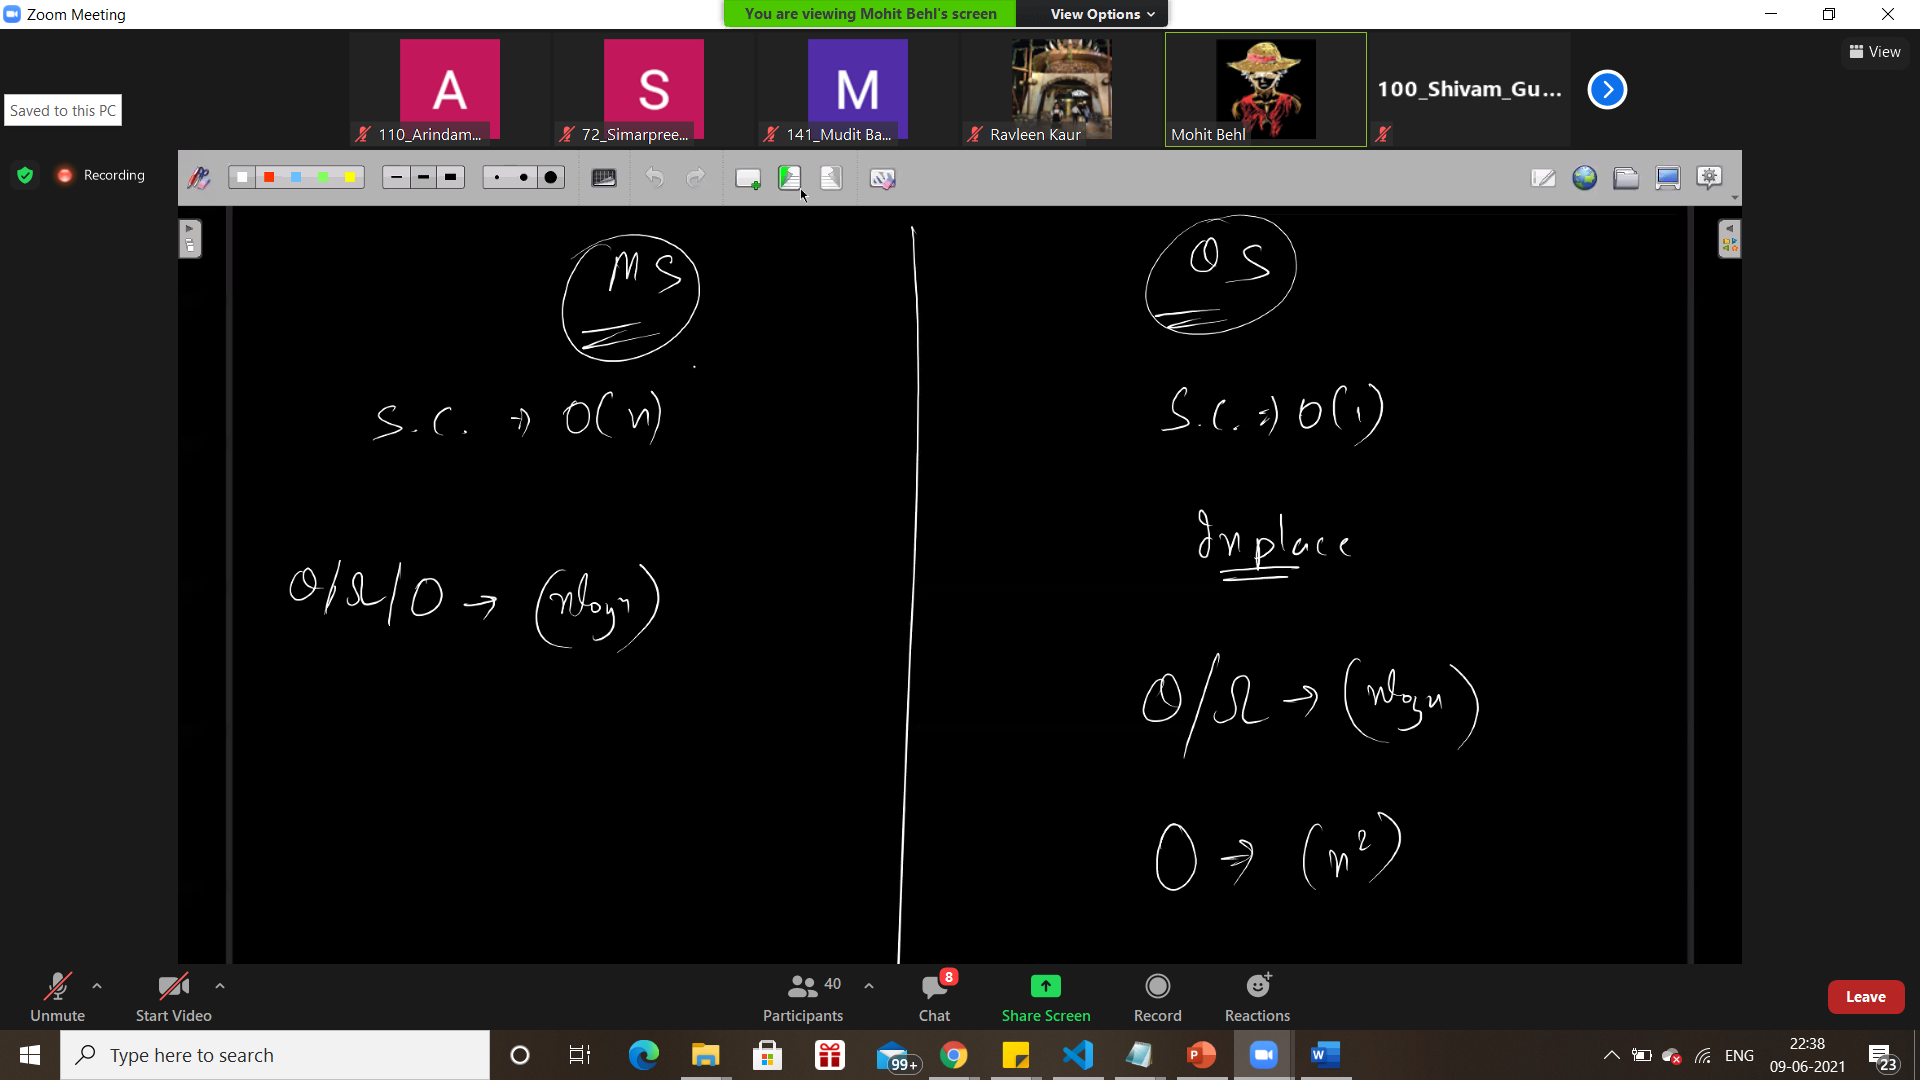 Zoom Meeting
You are viewing Mohit Behl's screen
View Options
View
A
S
M
100_Shivam_Gu...
110_Arindam...
72_Simarpree...
141_Mudit Ba...
Ravleen Kaur
Mohit Behl
Saved to this PC
Recording
MS
S.C. → O(n)
θ/Ω/O → (nlogn)
QS
S.C. ⇒ O(1)
Inplace
θ/Ω → (nlogn)
O → (n²)
Unmute
Start Video
40
Participants
8
Chat
Share Screen
Record
Reactions
Leave
Type here to search
99+
ENG
22:38
09-06-2021
23